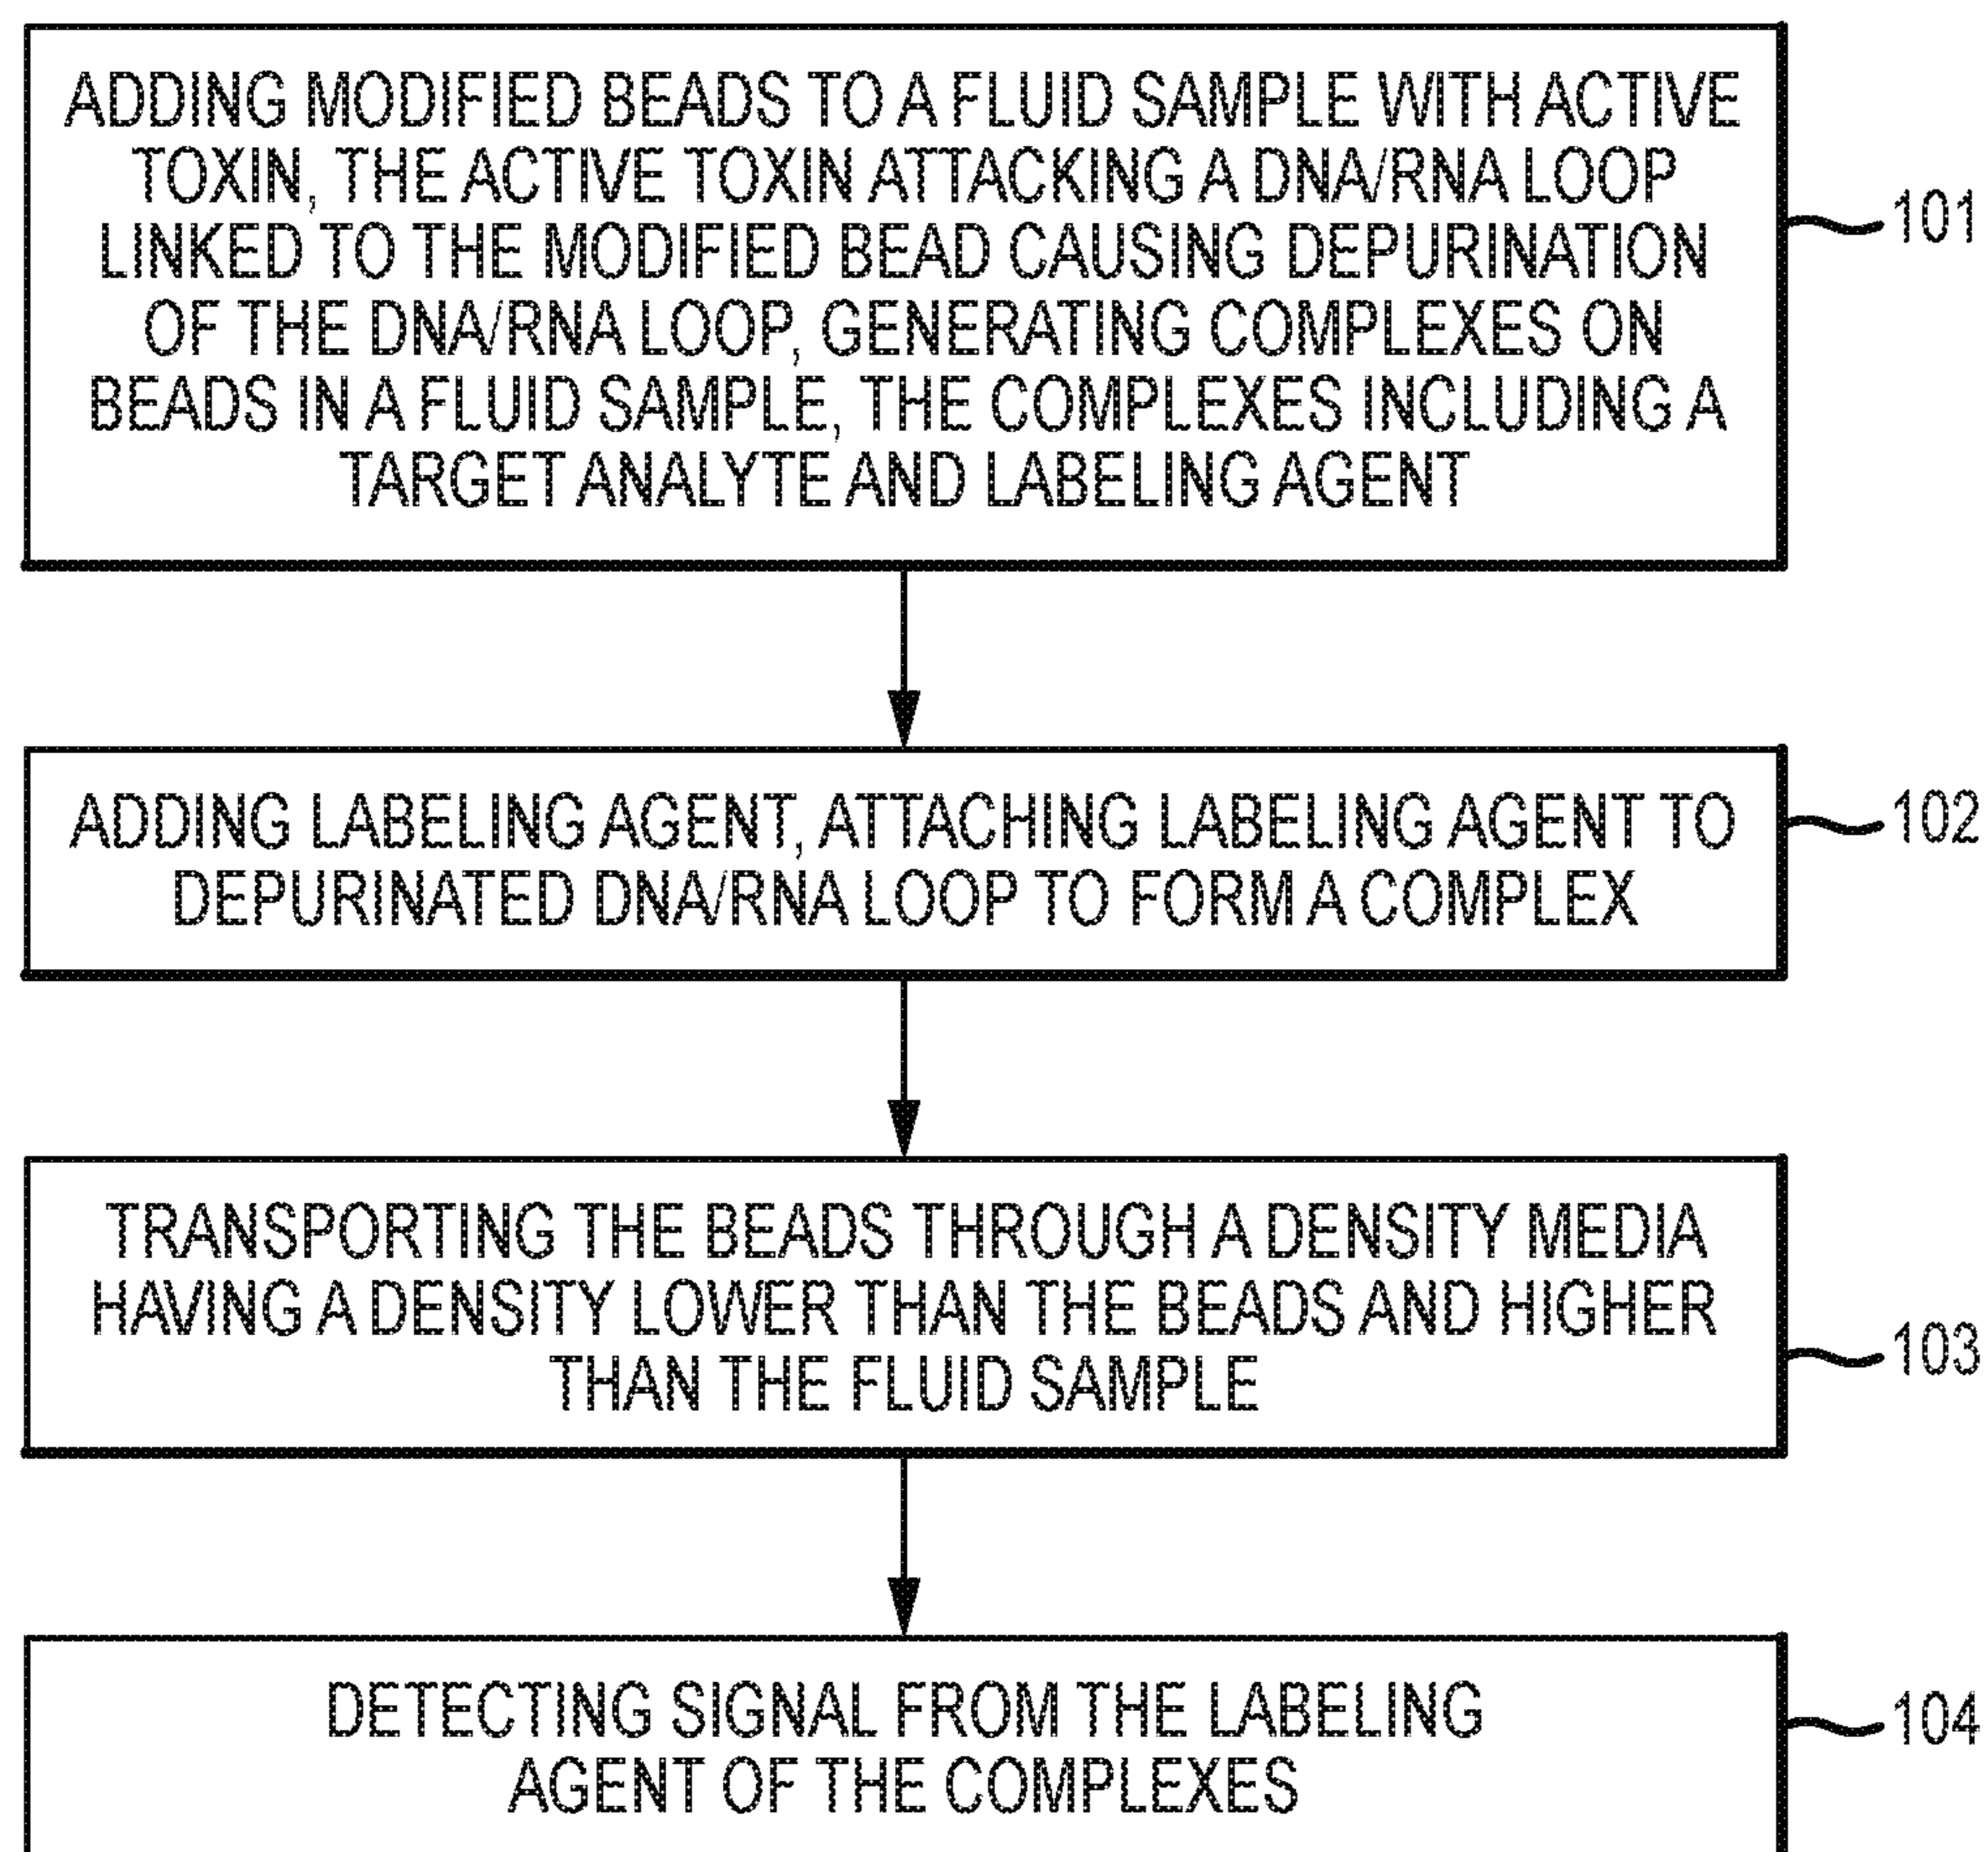 ADDING MODIFIED BEADS TO A FLUID SAMPLE WITH ACTIVE
TOXIN, THE ACTIVE TOXIN ATTACKING A DNA/RNA LOOP
LINKED TO THE MODIFIED BEAD CAUSING DEPURINATION
OF THE DNA/RNA LOOP, GENERATING COMPLEXES ON
BEADS IN A FLUID SAMPLE, THE COMPLEXES INCLUDING A
TARGET ANALYTE AND LABELING AGENT
101
ADDING LABELING AGENT, ATTACHING LABELING AGENT TO
DEPURINATED DNA/RNA LOOP TO FORM A COMPLEX
102
TRANSPORTING THE BEADS THROUGH A DENSITY MEDIA
HAVING A DENSITY LOWER THAN THE BEADS AND HIGHER
THAN THE FLUID SAMPLE
103
DETECTING SIGNAL FROM THE LABELING
AGENT OF THE COMPLEXES
104